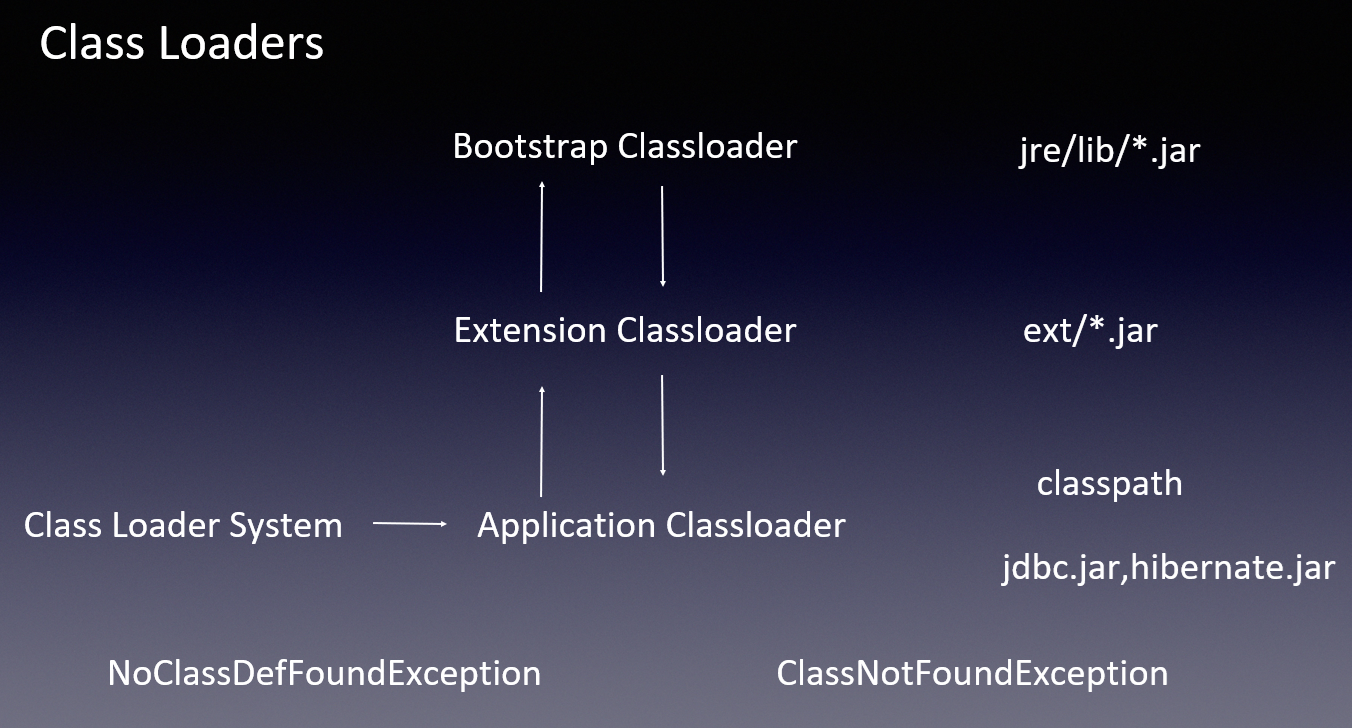 Class Loaders
Bootstrap Classloader
jre/lib/*.jar
Extension Classloader
ext/*.jar
classpath
Class Loader System
Application Classloader
jdbc.jar,hibernate.jar
NoClassDefFoundException
ClassNotFoundException